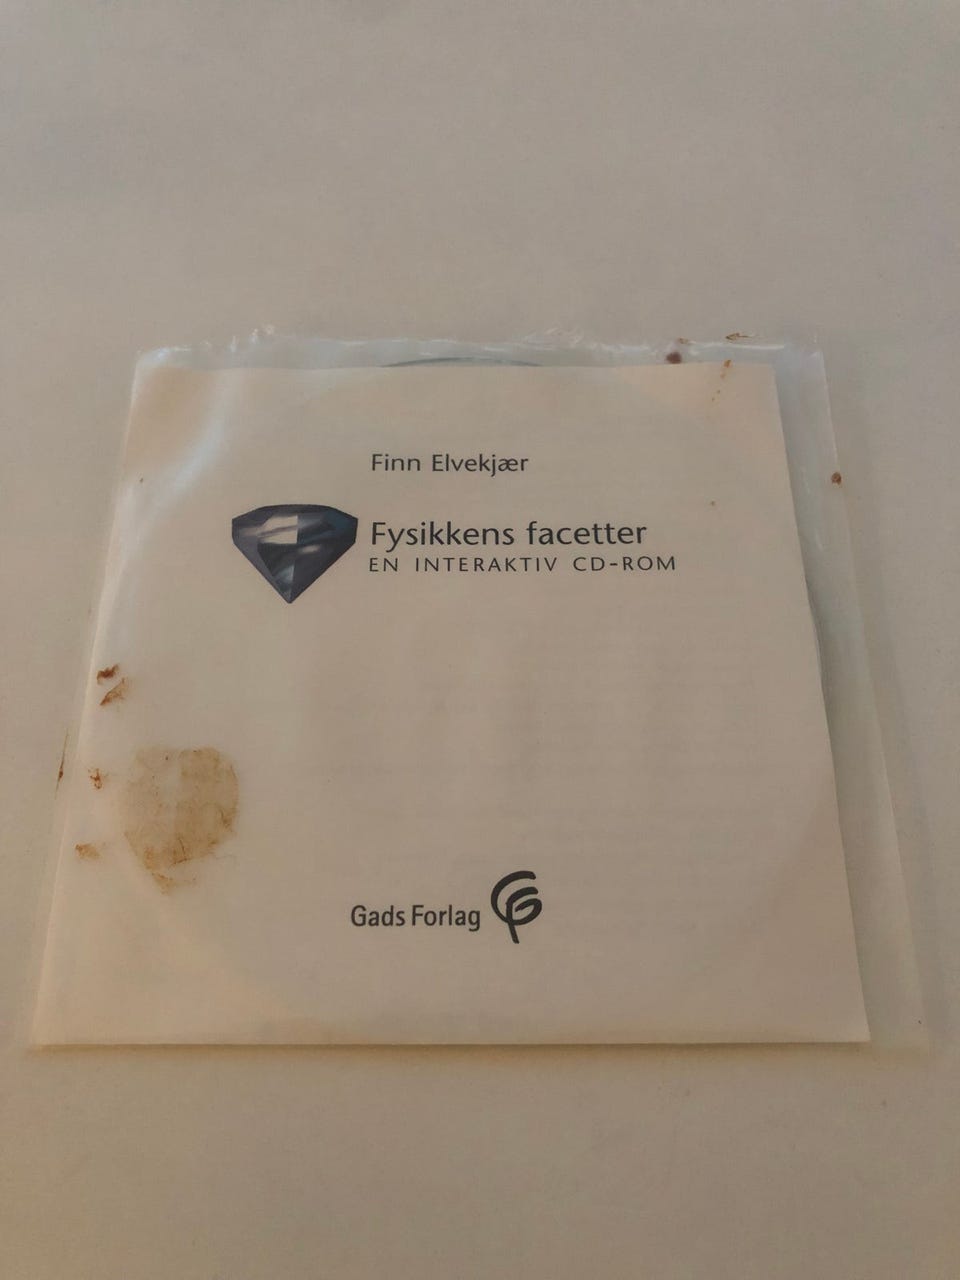 Finn Elvekjær
Fysikkens facetter
EN INTERAKTIV CD-ROM
Gads Forlag